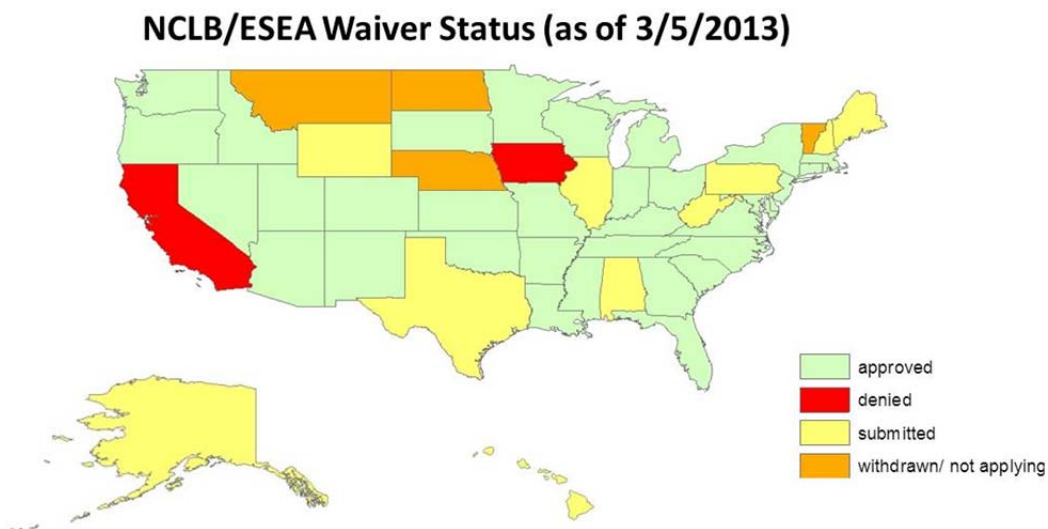 NCLB/ESEA Waiver Status (as of 3/5/2013)
approved
denied
submitted
withdrawn/ not applying